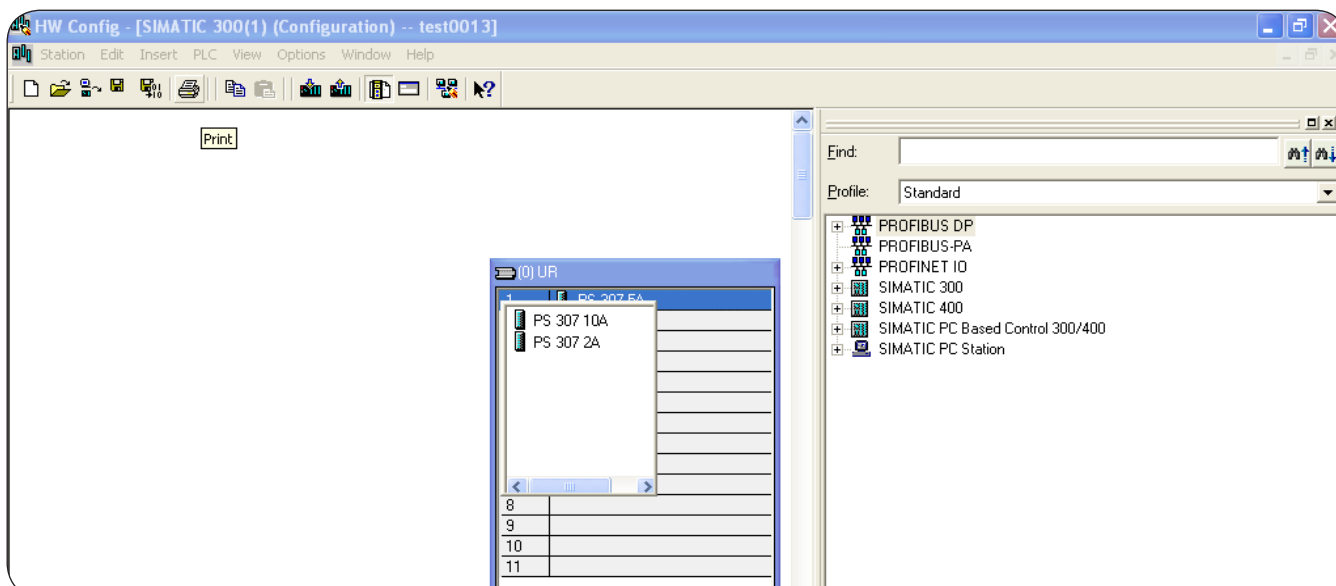 HW Config - [SIMATIC 300(1) (Configuration) -- test0013]
Station Edit Insert PLC View Options Window Help
Print
Find:
Profile: Standard
PROFIBUS DP
PROFIBUS-PA
PROFINET IO
SIMATIC 300
SIMATIC 400
SIMATIC PC Based Control 300/400
SIMATIC PC Station
(0) UR
1 PS 307 5A
PS 307 10A
PS 307 2A
8
9
10
11